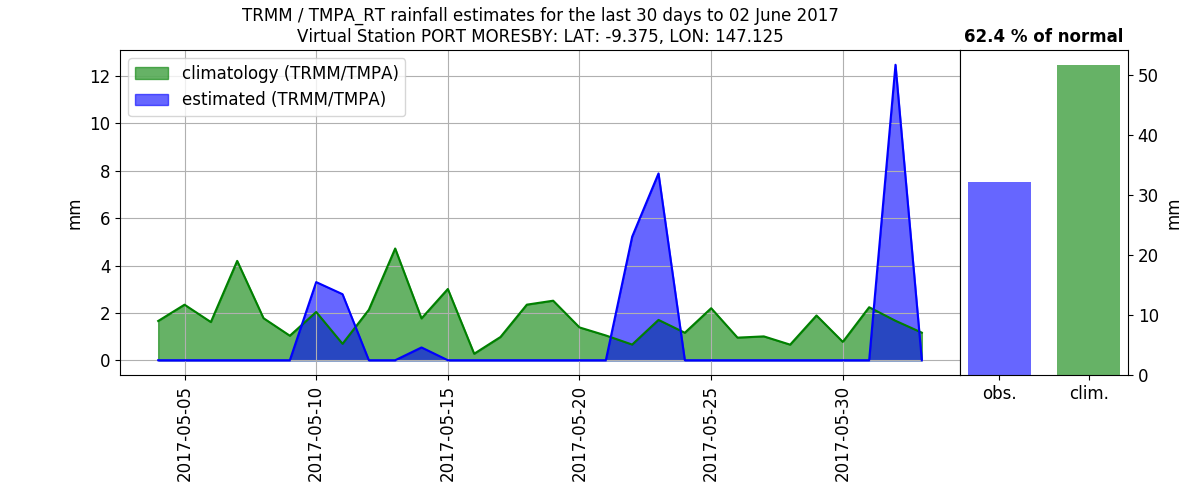 TRMM / TMPA_RT rainfall estimates for the last 30 days to 02 June 2017
Virtual Station PORT MORESBY: LAT: -9.375, LON: 147.125
62.4 % of normal
climatology (TRMM/TMPA)
estimated (TRMM/TMPA)
mm
12
10
8
6
4
2
0
2017-05-05
2017-05-10
2017-05-15
2017-05-20
2017-05-25
2017-05-30
obs.
clim.
50
40
30
20
10
0
mm